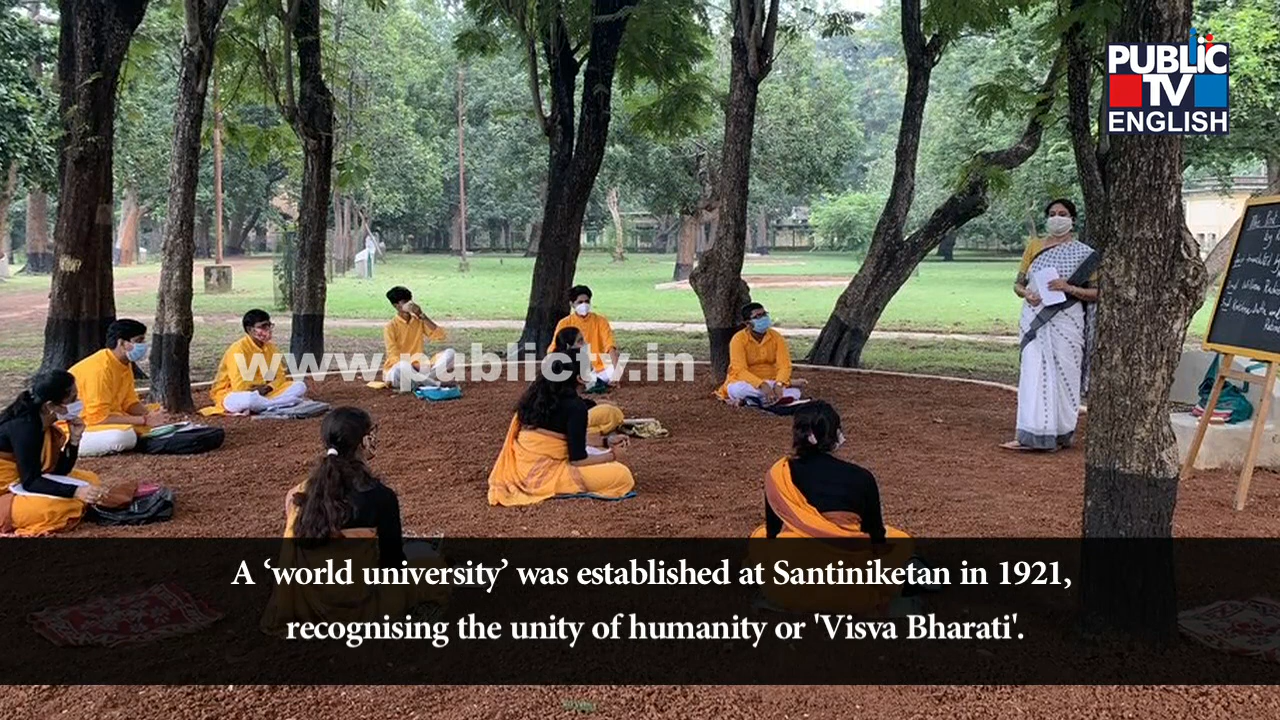 PUBLiC
TV
ENGLISH
www.publictv.in
A ‘world university’ was established at Santiniketan in 1921,
recognising the unity of humanity or 'Visva Bharati'.